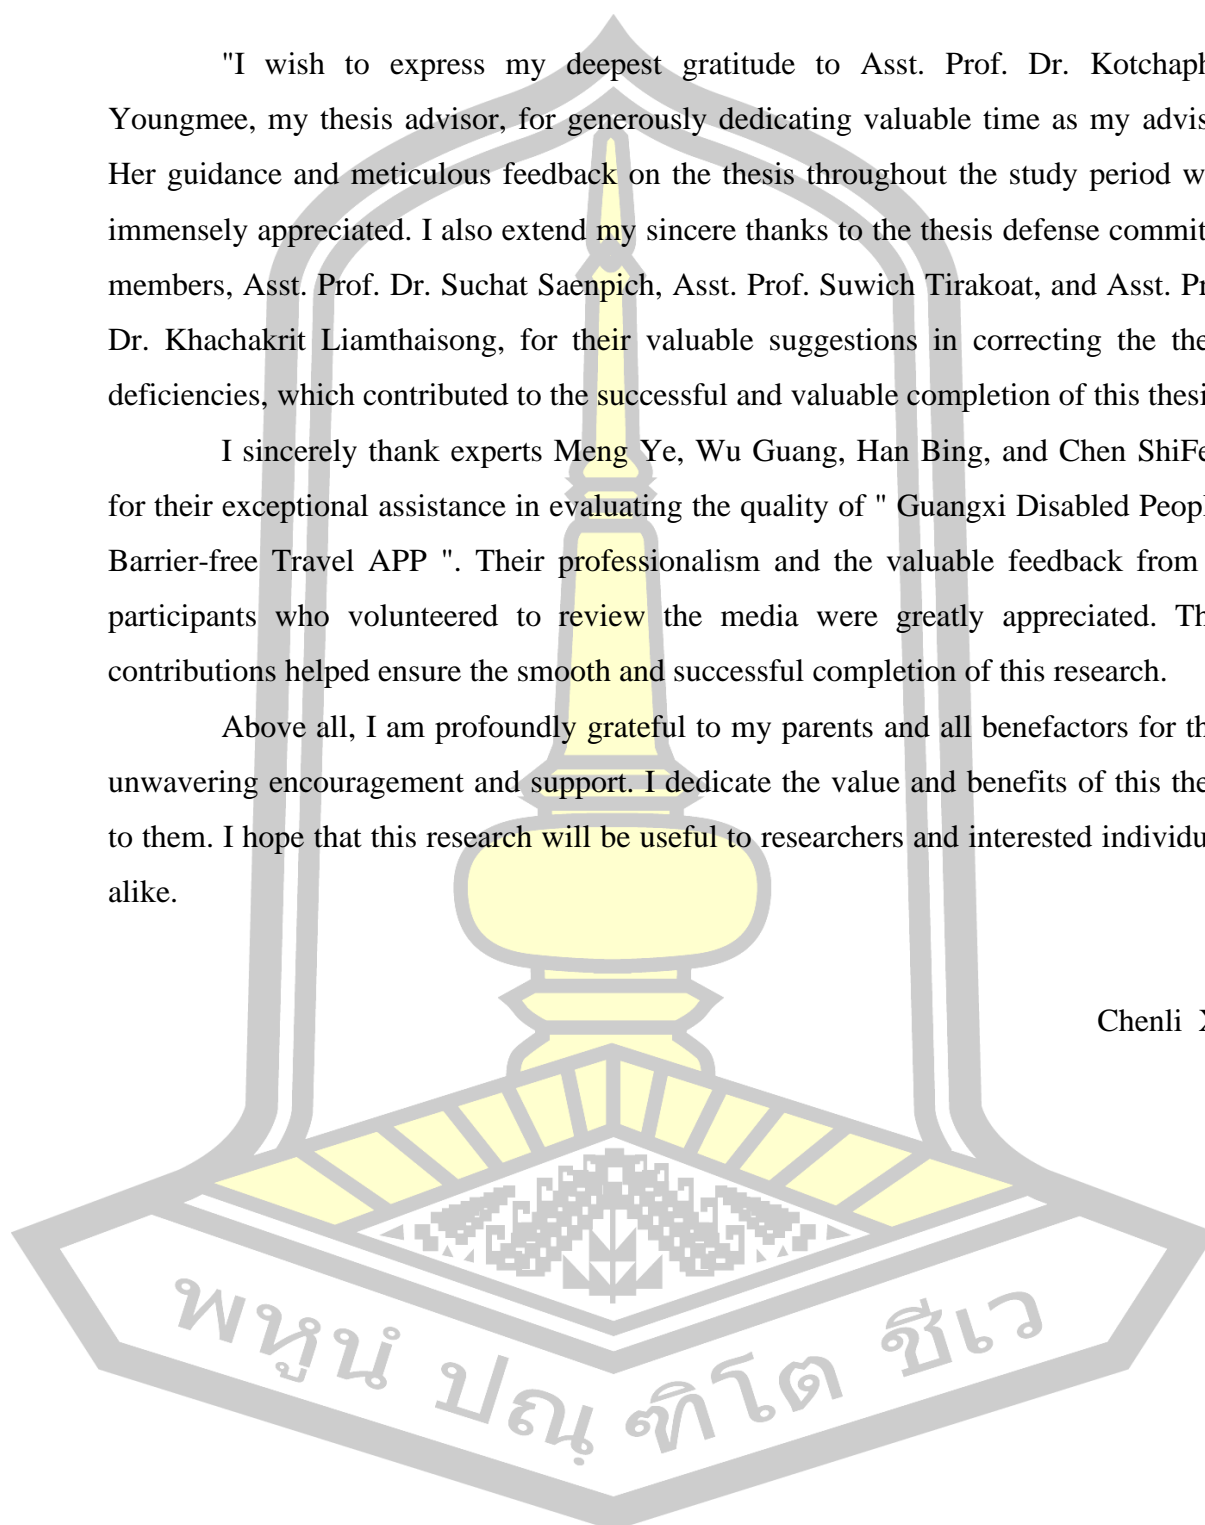 "I wish to express my deepest gratitude to Asst. Prof. Dr. Kotchaph
Youngmee, my thesis advisor, for generously dedicating valuable time as my advis
Her guidance and meticulous feedback on the thesis throughout the study period w
immensely appreciated. I also extend my sincere thanks to the thesis defense commit
members, Asst. Prof. Dr. Suchat Saenpich, Asst. Prof. Suwich Tirakoat, and Asst. Pr
Dr. Khachakrit Liamthaisong, for their valuable suggestions in correcting the the
deficiencies, which contributed to the successful and valuable completion of this thesi
I sincerely thank experts Meng Ye, Wu Guang, Han Bing, and Chen ShiFe
for their exceptional assistance in evaluating the quality of " Guangxi Disabled Peopl
Barrier-free Travel APP ". Their professionalism and the valuable feedback from
participants who volunteered to review the media were greatly appreciated. Th
contributions helped ensure the smooth and successful completion of this research.
Above all, I am profoundly grateful to my parents and all benefactors for th
unwavering encouragement and support. I dedicate the value and benefits of this the
to them. I hope that this research will be useful to researchers and interested individu
alike.
Chenli X
พหูนํ ปณฺฑิโต ชีเว